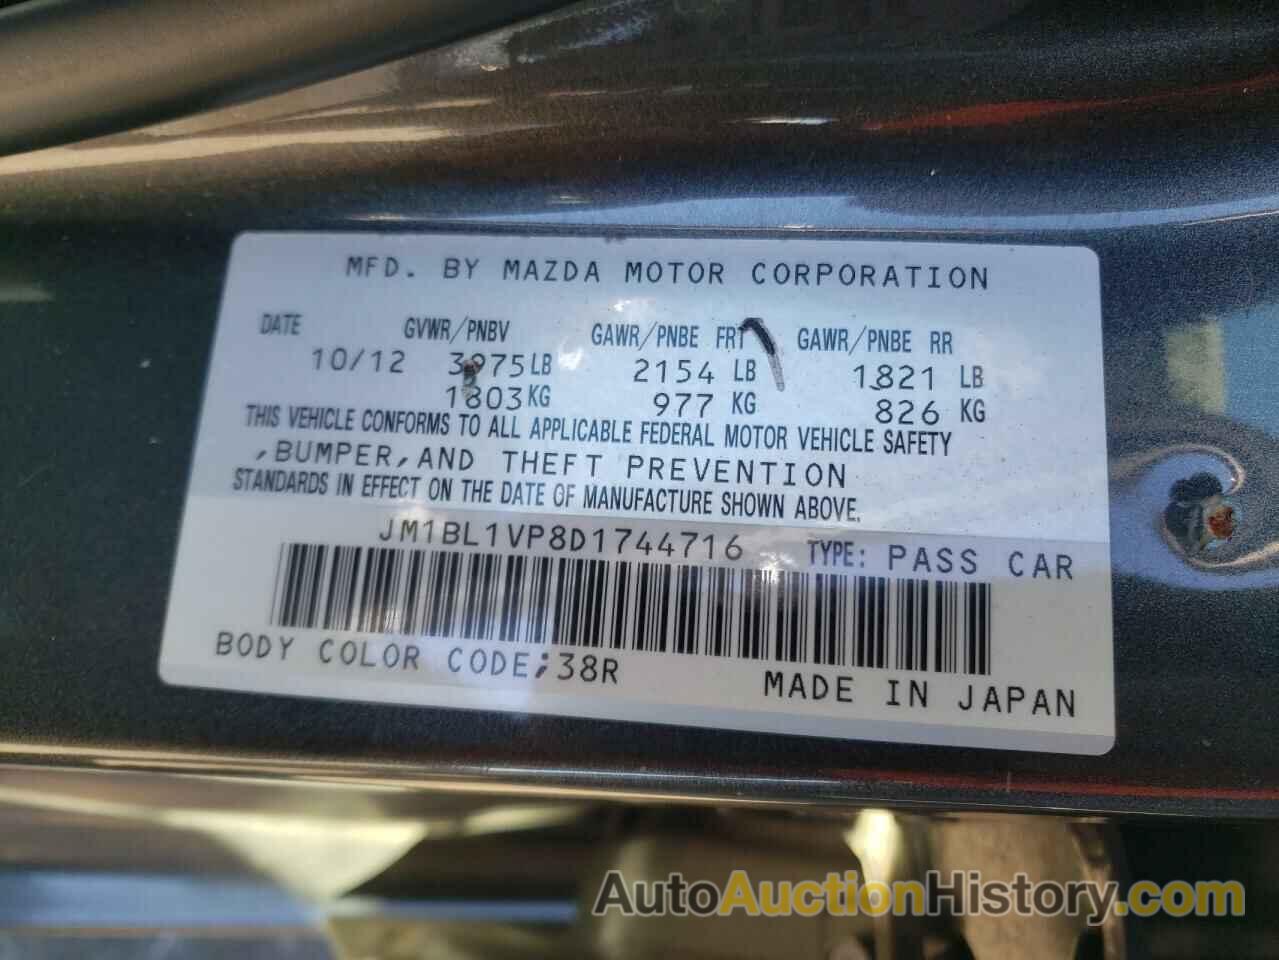 MFD. BY MAZDA MOTOR CORPORATION
DATE GVWR/PNBV GAWR/PNBE FRT GAWR/PNBE RR
10/12 3975LB 2154 LB 1821 LB
1803KG 977 KG 826 KG
THIS VEHICLE CONFORMS TO ALL APPLICABLE FEDERAL MOTOR VEHICLE SAFETY
,BUMPER,AND THEFT PREVENTION
STANDARDS IN EFFECT ON THE DATE OF MANUFACTURE SHOWN ABOVE.
JM1BL1VP8D1744716 TYPE: PASS CAR
BODY COLOR CODE;38R
MADE IN JAPAN
AutoAuctionHistory.com